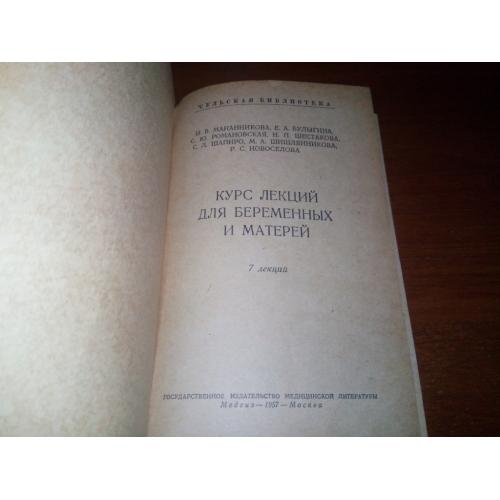 ЧЕЛЬСКАЯ БИБЛИОТЕКА
Н. В. МАНАННИКОВА, Е. А. БУЛЫГИНА,
С. Ю. РОМАНОВСКАЯ, Н. П. ШЕСТАКОВА,
С. Л. ШАПИРО, М. А. ШИШЛЯННИКОВА,
Р. С. НОВОСЕЛОВА
КУРС ЛЕКЦИЙ
ДЛЯ БЕРЕМЕННЫХ
И МАТЕРЕЙ
7 лекций
ГОСУДАРСТВЕННОЕ ИЗДАТЕЛЬСТВО МЕДИЦИНСКОЙ ЛИТЕРАТУРЫ
Медгиз—1957—Москва